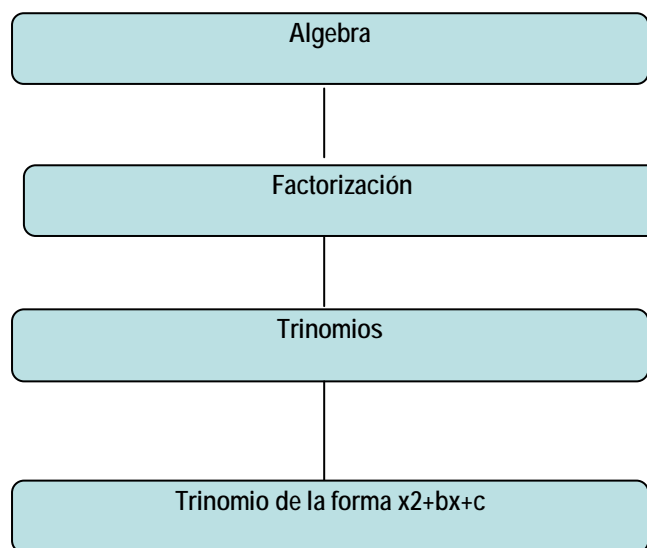 Algebra
Factorización
Trinomios
Trinomio de la forma x2+bx+c